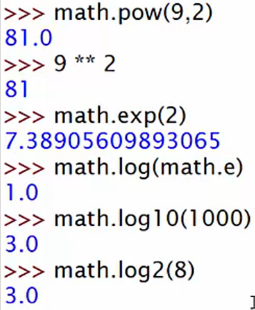 >>> math.pow(9,2)
81.0
>>> 9 ** 2
81
>>> math.exp(2)
7.38905609893065
>>> math.log(math.e)
1.0
>>> math.log10(1000)
3.0
>>> math.log2(8)
3.0